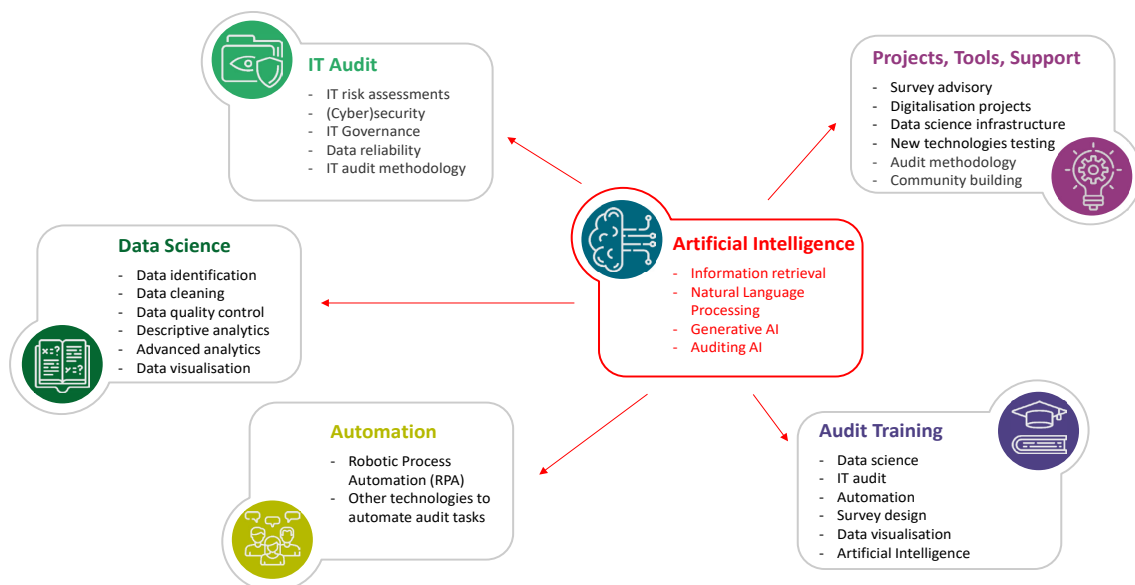 IT Audit
- IT risk assessments
- (Cyber)security
- IT Governance
- Data reliability
- IT audit methodology
Projects, Tools, Support
- Survey advisory
- Digitalisation projects
- Data science infrastructure
- New technologies testing
- Audit methodology
- Community building
Artificial Intelligence
- Information retrieval
- Natural Language
Processing
- Generative AI
- Auditing AI
Data Science
- Data identification
- Data cleaning
- Data quality control
- Descriptive analytics
- Advanced analytics
- Data visualisation
x=?
y=?
Automation
- Robotic Process
Automation (RPA)
- Other technologies to
automate audit tasks
Audit Training
- Data science
- IT audit
- Automation
- Survey design
- Data visualisation
- Artificial Intelligence